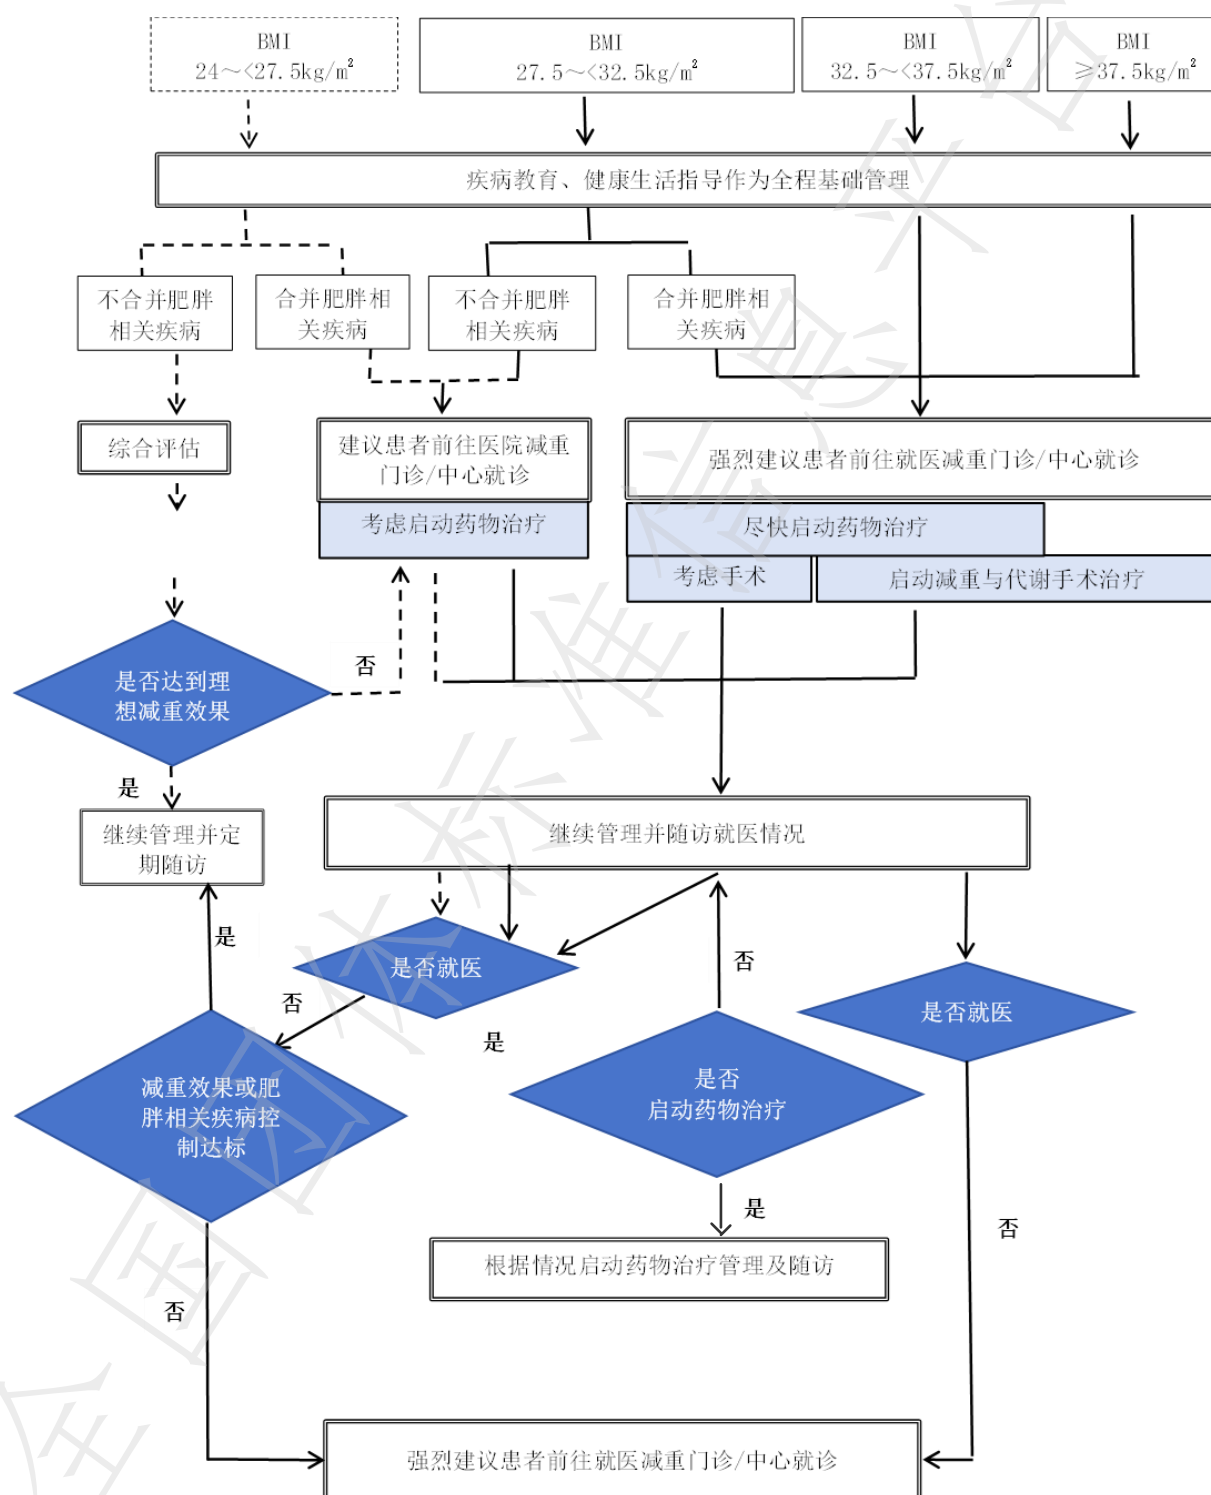 BMI
24～<27.5kg/m²
BMI
27.5～<32.5kg/m²
BMI
32.5～<37.5kg/m²
BMI
≥37.5kg/m²
疾病教育、健康生活指导作为全程基础管理
不合并肥胖
相关疾病
合并肥胖相
关疾病
不合并肥胖
相关疾病
合并肥胖相
关疾病
综合评估
建议患者前往医院减重
门诊/中心就诊
考虑启动药物治疗
强烈建议患者前往就医减重门诊/中心就诊
尽快启动药物治疗
考虑手术
启动减重与代谢手术治疗
是否达到理
想减重效果
否
是
继续管理并定
期随访
继续管理并随访就医情况
是
是否就医
否
是
否
是否就医
减重效果或肥
胖相关疾病控
制达标
是否
启动药物治疗
是
否
根据情况启动药物治疗管理及随访
否
强烈建议患者前往就医减重门诊/中心就诊
全国团体标准信息平台